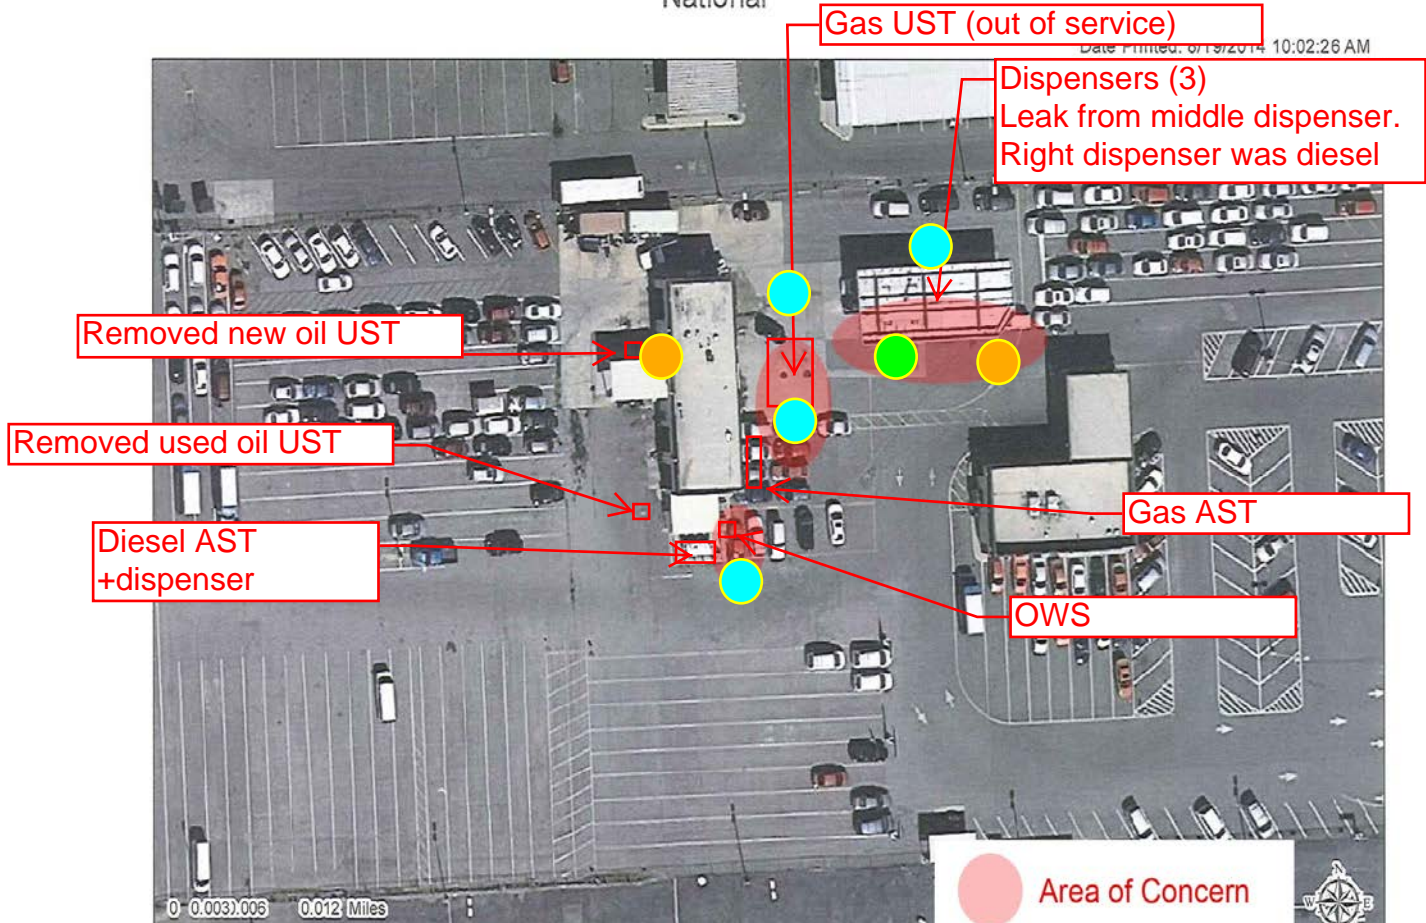 National
Gas UST (out of service)
Date Printed: 8/19/2014 10:02:26 AM
Dispensers (3)
Leak from middle dispenser.
Right dispenser was diesel
Removed new oil UST
Removed used oil UST
Gas AST
Diesel AST
+dispenser
OWS
Area of Concern
N
W E
0 0.003 0.006 0.012 Miles